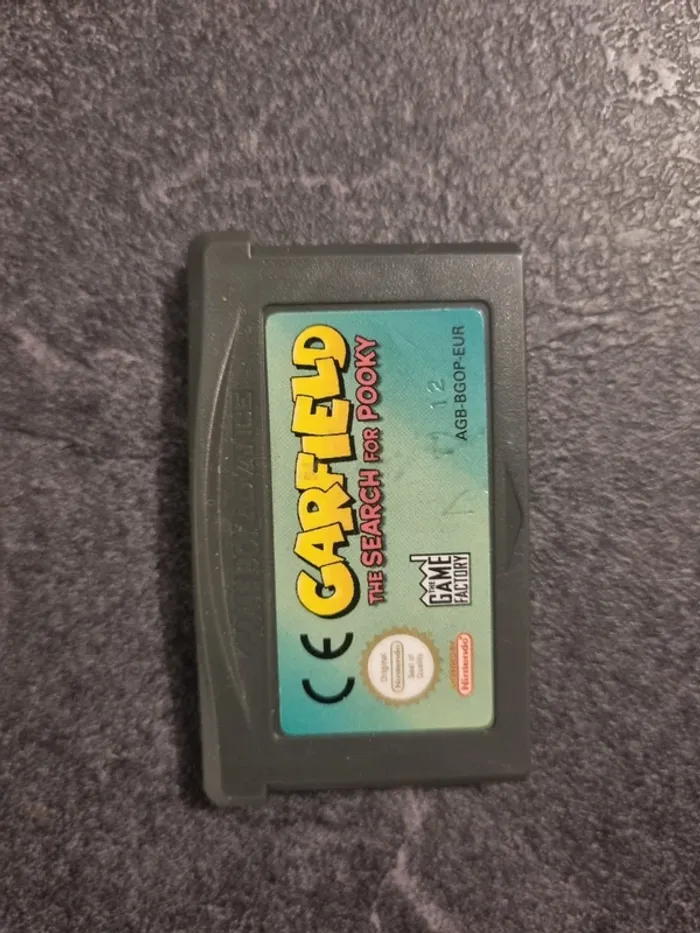 GAME BOY ADVANCE
CE GARFIELD
THE SEARCH FOR POOKY
Original
Nintendo
Seal of
Quality
THE
GAME
FACTORY
12
Nintendo
AGB-BGOP-EUR